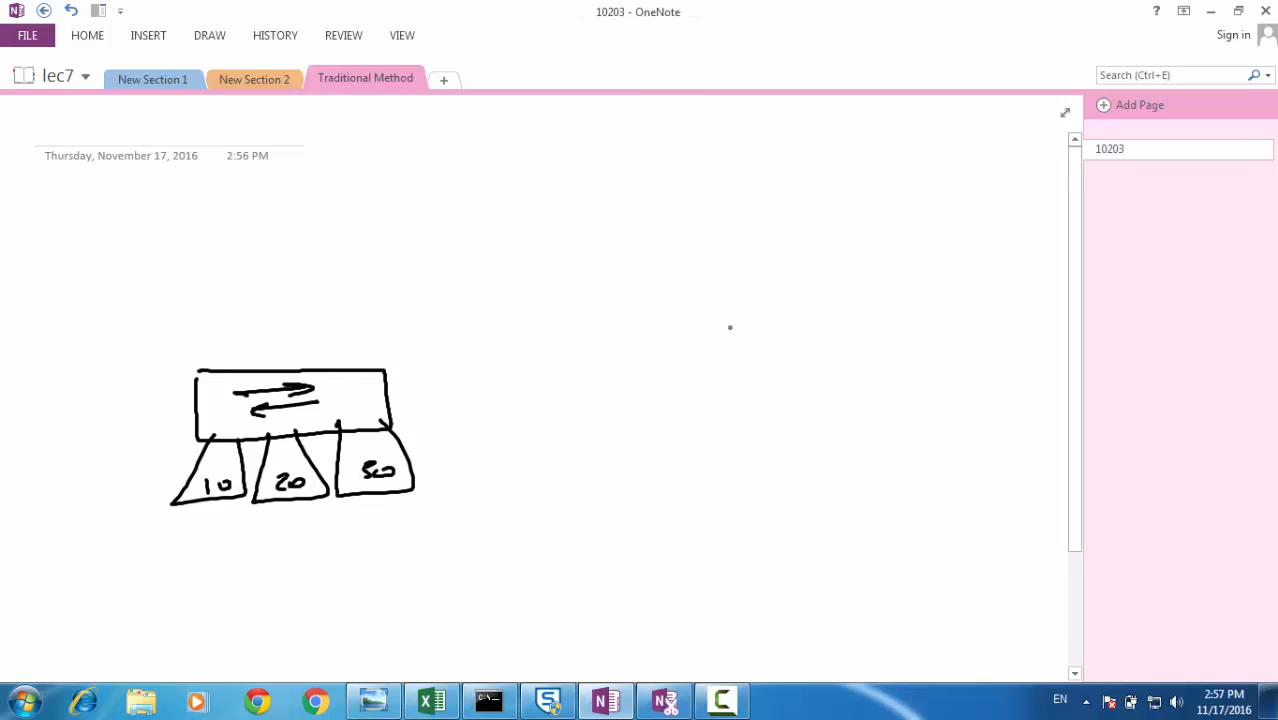 10203 - OneNote
?
FILE
HOME
INSERT
DRAW
HISTORY
REVIEW
VIEW
Sign in
lec7
New Section 1
New Section 2
Traditional Method
Search (Ctrl+E)
Add Page
10203
Thursday, November 17, 2016 2:56 PM
10 20
EN
2:57 PM
11/17/2016